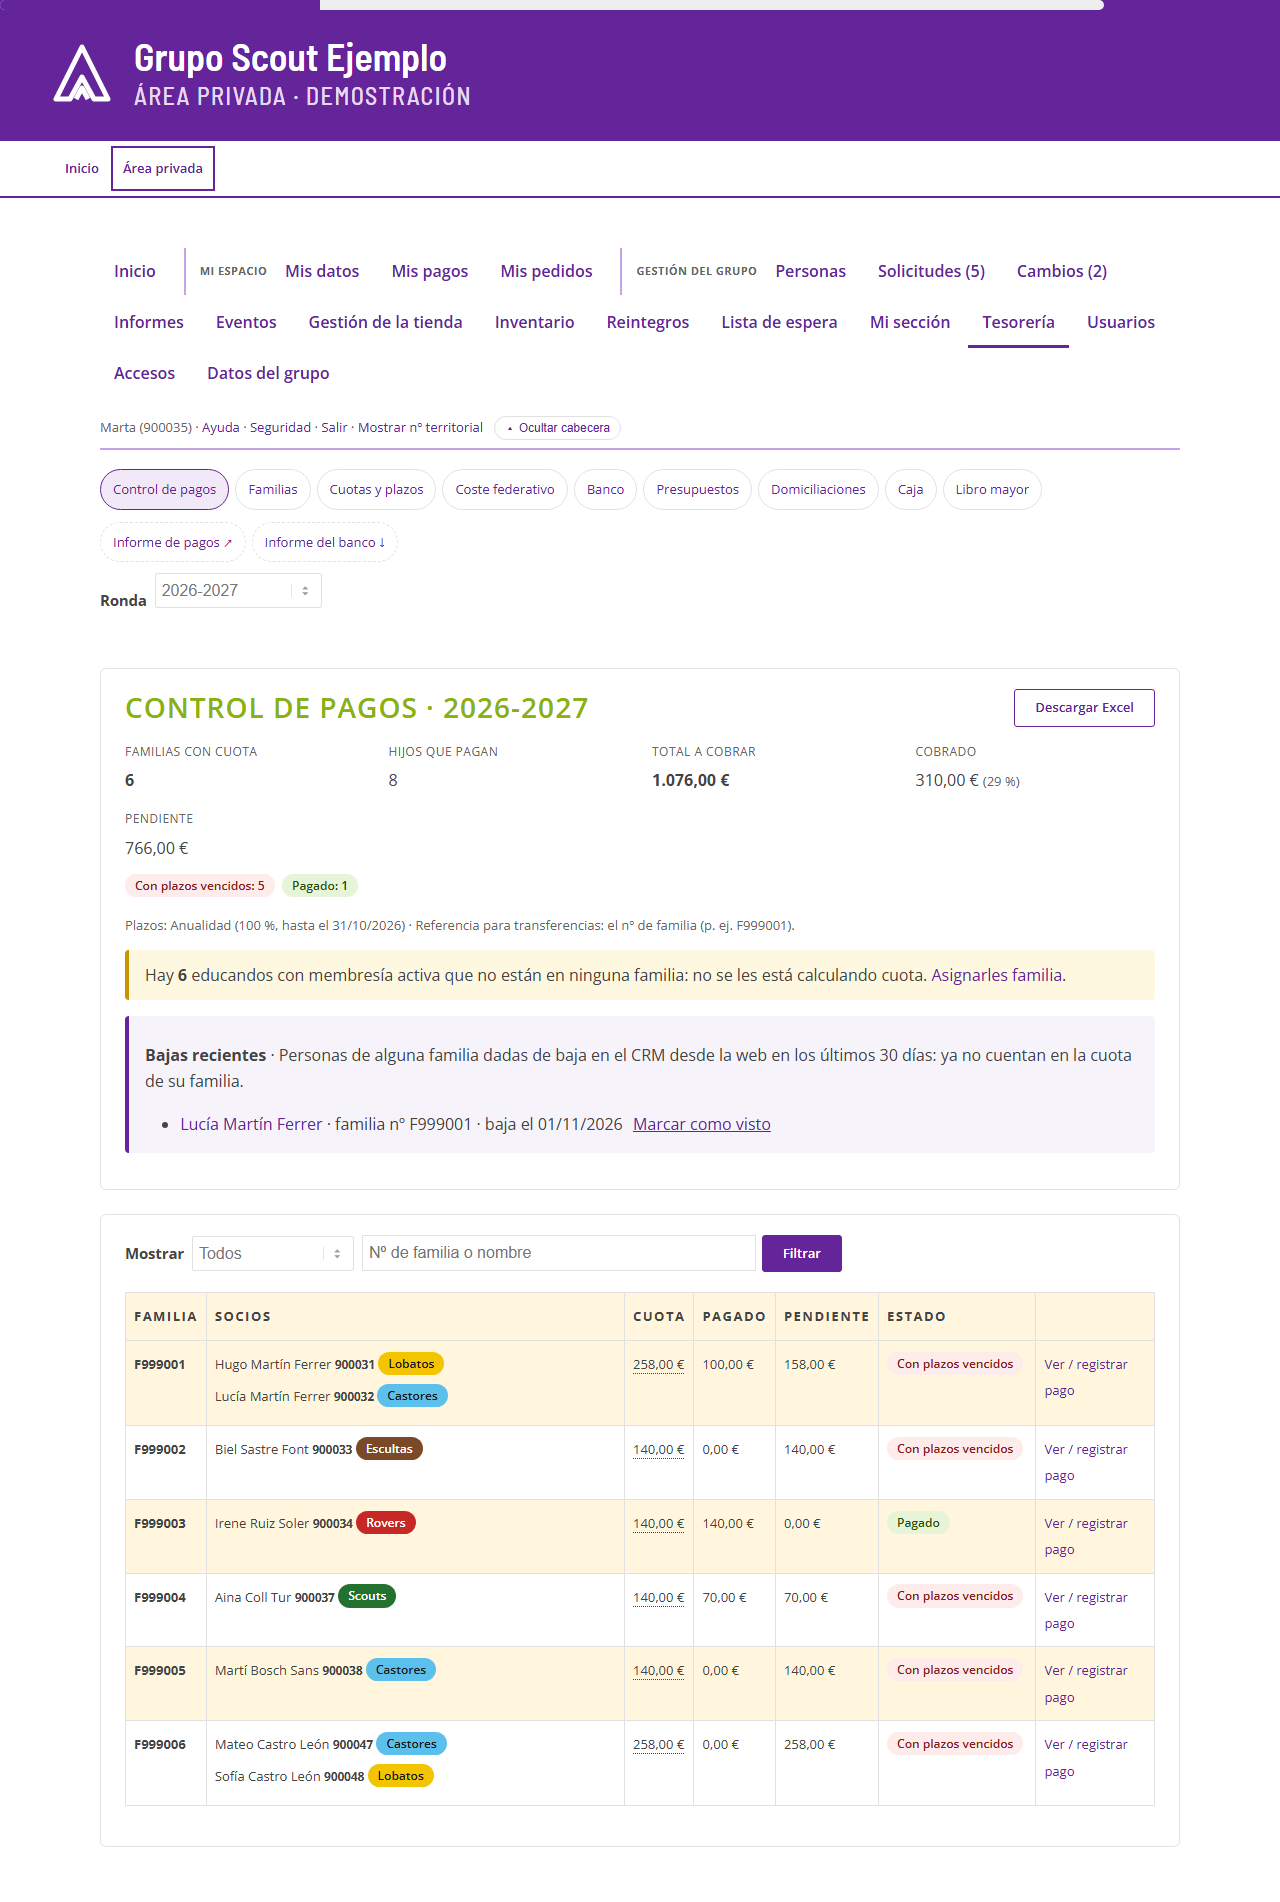 Grupo Scout Ejemplo
ÁREA PRIVADA · DEMOSTRACIÓN
Inicio Área privada
Inicio MI ESPACIO Mis datos Mis pagos Mis pedidos GESTIÓN DEL GRUPO Personas Solicitudes (5) Cambios (2)
Informes Eventos Gestión de la tienda Inventario Reintegros Lista de espera Mi sección Tesorería Usuarios
Accesos Datos del grupo
Marta (900035) · Ayuda · Seguridad · Salir · Mostrar nº territorial ▲ Ocultar cabecera
Control de pagos Familias Cuotas y plazos Coste federativo Banco Presupuestos Domiciliaciones Caja Libro mayor
Informe de pagos ↗ Informe del banco ↓
Ronda 2026-2027
CONTROL DE PAGOS · 2026-2027 Descargar Excel
FAMILIAS CON CUOTA HIJOS QUE PAGAN TOTAL A COBRAR COBRADO
6 8 1.076,00 € 310,00 € (29 %)
PENDIENTE
766,00 €
Con plazos vencidos: 5 Pagado: 1
Plazos: Anualidad (100 %, hasta el 31/10/2026) · Referencia para transferencias: el nº de familia (p. ej. F999001).
Hay 6 educandos con membresía activa que no están en ninguna familia: no se les está calculando cuota. Asignarles familia.
Bajas recientes · Personas de alguna familia dadas de baja en el CRM desde la web en los últimos 30 días: ya no cuentan en la cuota
de su familia.
• Lucía Martín Ferrer · familia nº F999001 · baja el 01/11/2026 Marcar como visto
Mostrar Todos Nº de familia o nombre Filtrar
FAMILIA SOCIOS CUOTA PAGADO PENDIENTE ESTADO
F999001 Hugo Martín Ferrer 900031 Lobatos 258,00 € 100,00 € 158,00 € Con plazos vencidos Ver / registrar
pago
Lucía Martín Ferrer 900032 Castores
F999002 Biel Sastre Font 900033 Escultas 140,00 € 0,00 € 140,00 € Con plazos vencidos Ver / registrar
pago
F999003 Irene Ruiz Soler 900034 Rovers 140,00 € 140,00 € 0,00 € Pagado Ver / registrar
pago
F999004 Aina Coll Tur 900037 Scouts 140,00 € 70,00 € 70,00 € Con plazos vencidos Ver / registrar
pago
F999005 Martí Bosch Sans 900038 Castores 140,00 € 0,00 € 140,00 € Con plazos vencidos Ver / registrar
pago
F999006 Mateo Castro León 900047 Castores 258,00 € 0,00 € 258,00 € Con plazos vencidos Ver / registrar
pago
Sofía Castro León 900048 Lobatos